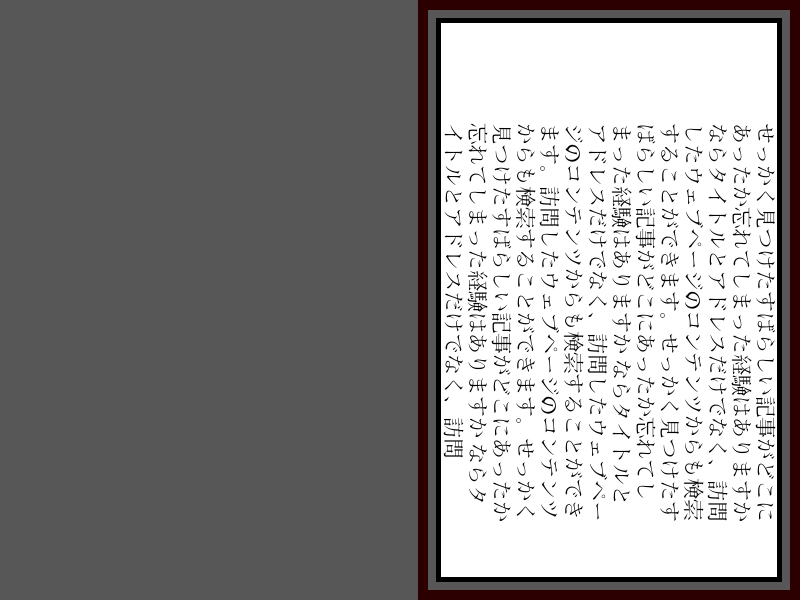 せっかく見つけたすばらしい記事がどこに
あったか忘れてしまった経験はありますか
ならタイトルとアドレスだけでなく、訪問
したウェブページのコンテンツからも検索
することができます。せっかく見つけたす
ばらしい記事がどこにあったか忘れてし
まった経験はありますかならタイトルと
アドレスだけでなく、訪問したウェブペー
ジのコンテンツからも検索することができ
ます。訪問したウェブページのコンテンツ
からも検索することができます。せっかく
見つけたすばらしい記事がどこにあったか
忘れてしまった経験はありますかならタ
イトルとアドレスだけでなく、訪問